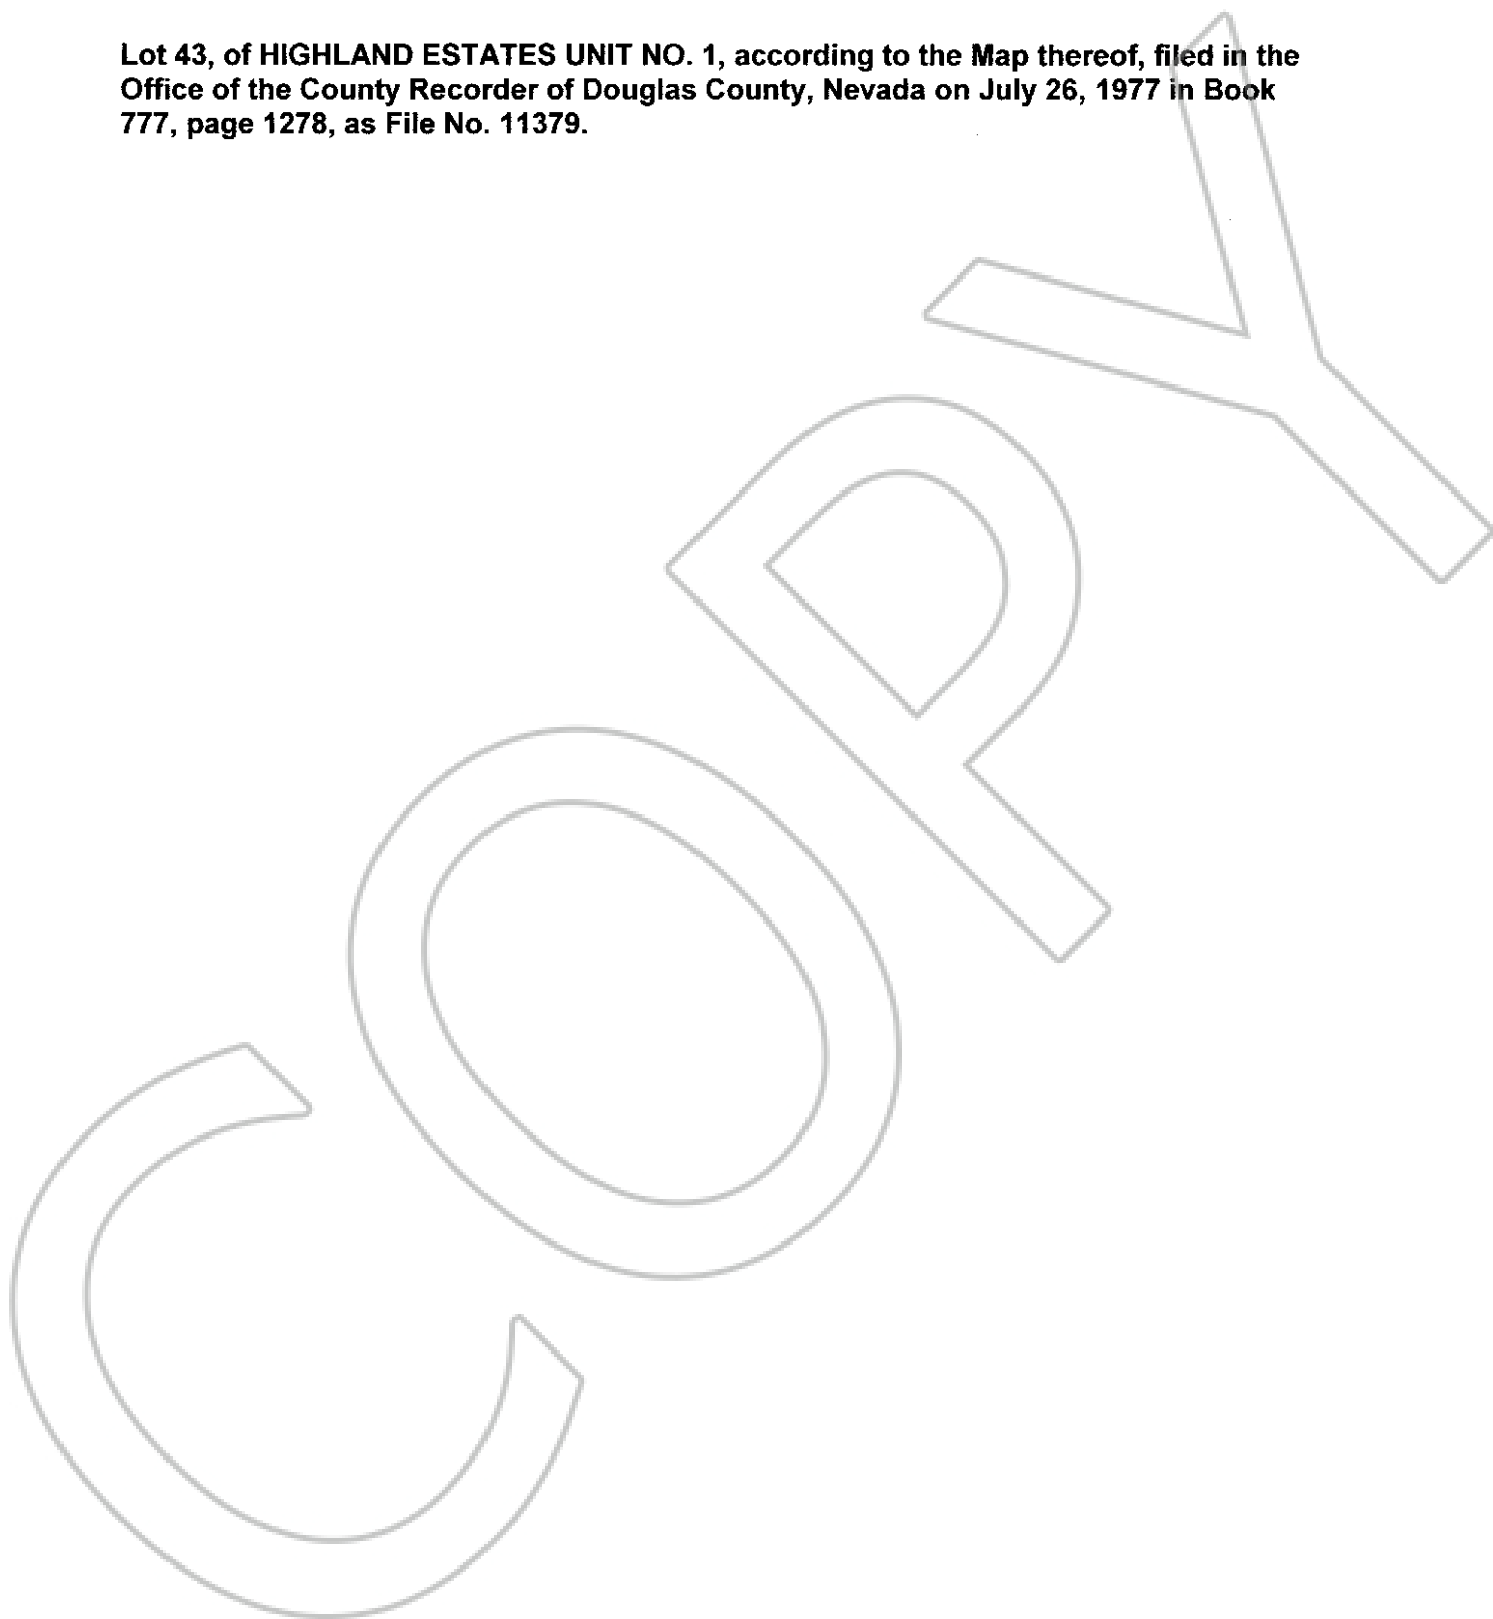 Lot 43, of HIGHLAND ESTATES UNIT NO. 1, according to the Map thereof, filed in the
Office of the County Recorder of Douglas County, Nevada on July 26, 1977 in Book
777, page 1278, as File No. 11379.
COPY